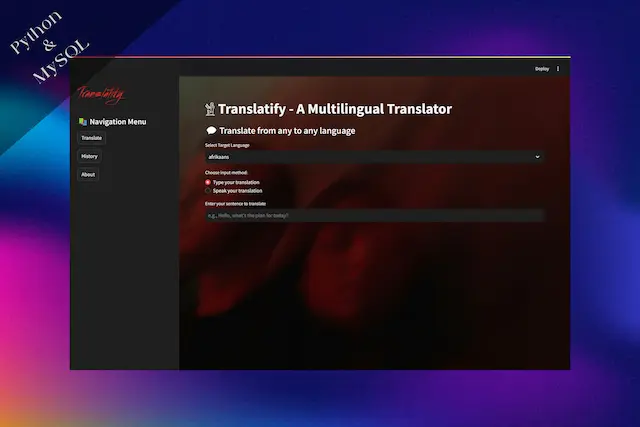 Python
&
MySQL
Deploy
Translatify
Navigation Menu
Translate
History
About
Translatify - A Multilingual Translator
Translate from any to any language
Select Target Language
afrikaans
Choose input method:
Type your translation
Speak your translation
Enter your sentence to translate
e.g., Hello, what's the plan for today?